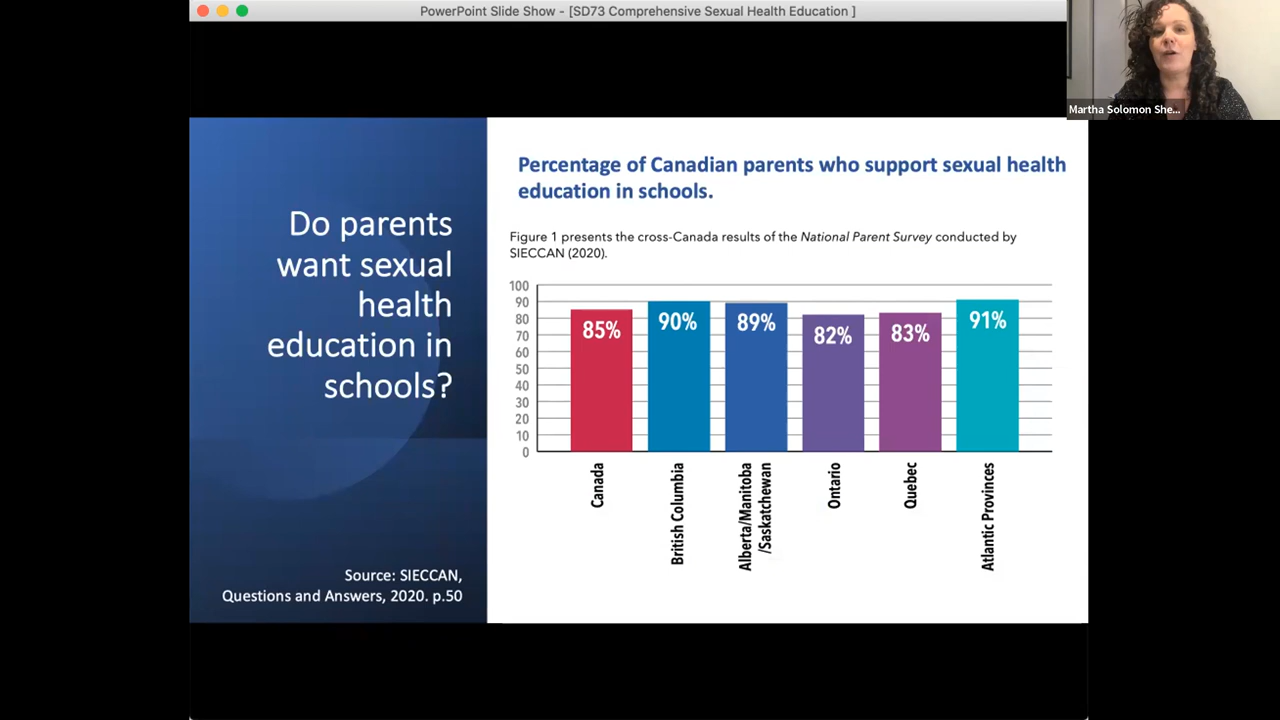 PowerPoint Slide Show - [SD73 Comprehensive Sexual Health Education ]
Martha Solomon She...
Do parents
want sexual
health
education in
schools?
Source: SIECCAN,
Questions and Answers, 2020. p.50
Percentage of Canadian parents who support sexual health
education in schools.
Figure 1 presents the cross-Canada results of the National Parent Survey conducted by
SIECCAN (2020).
100
90
80
70
60
50
40
30
20
10
0
85%
90%
89%
82%
83%
91%
Canada
British Columbia
Alberta/Manitoba
/Saskatchewan
Ontario
Quebec
Atlantic Provinces